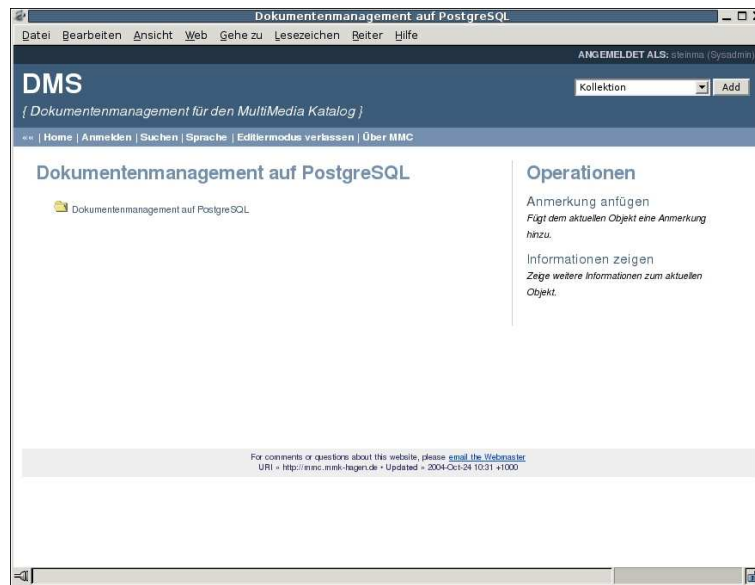 Dokumentenmanagement auf PostgreSQL
Datei Bearbeiten Ansicht Web Gehe zu Lesezeichen Reiter Hilfe
ANGEMELDET ALS: steinma (Sysadmin)
DMS
Kollektion Add
{ Dokumentenmanagement für den MultiMedia Katalog }
«« | Home | Anmelden | Suchen | Sprache | Editiermodus verlassen | Über MMC
Dokumentenmanagement auf PostgreSQL
Dokumentenmanagement auf PostgreSQL
Operationen
Anmerkung anfügen
Fügt dem aktuellen Objekt eine Anmerkung
hinzu.
Informationen zeigen
Zeige weitere Informationen zum aktuellen
Objekt.
For comments or questions about this website, please email the Webmaster
URI » http://mmc.mmk-hagen.de • Updated » 2004-Oct-24 10:31 +1000